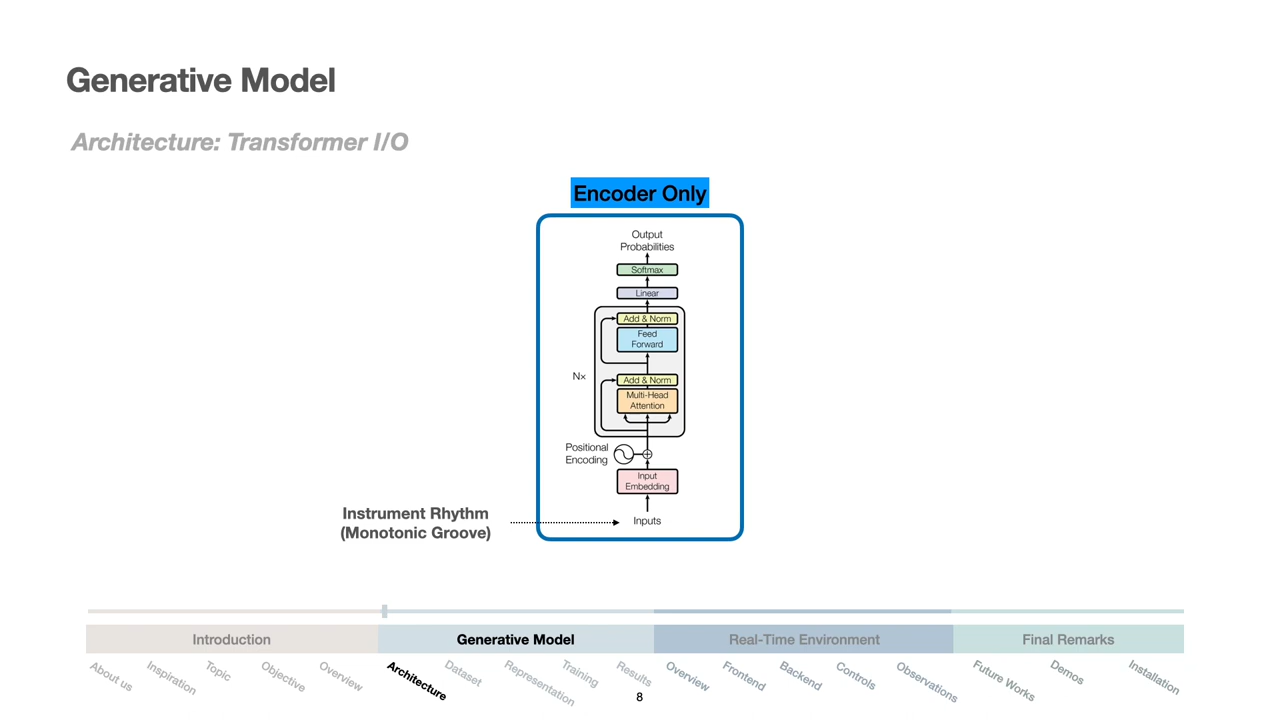 Generative Model
Architecture: Transformer I/O
Encoder Only
Output
Probabilities
Softmax
Linear
Add & Norm
Feed
Forward
N×
Add & Norm
Multi-Head
Attention
Positional
Encoding
Input
Embedding
Inputs
Instrument Rhythm
(Monotonic Groove)
Introduction
Generative Model
Real-Time Environment
Final Remarks
About us
Inspiration
Topic
Objective
Overview
Architecture
Dataset
Representation
Training
Results
Overview
Frontend
Backend
Controls
Observations
Future Works
Demos
Installation
8